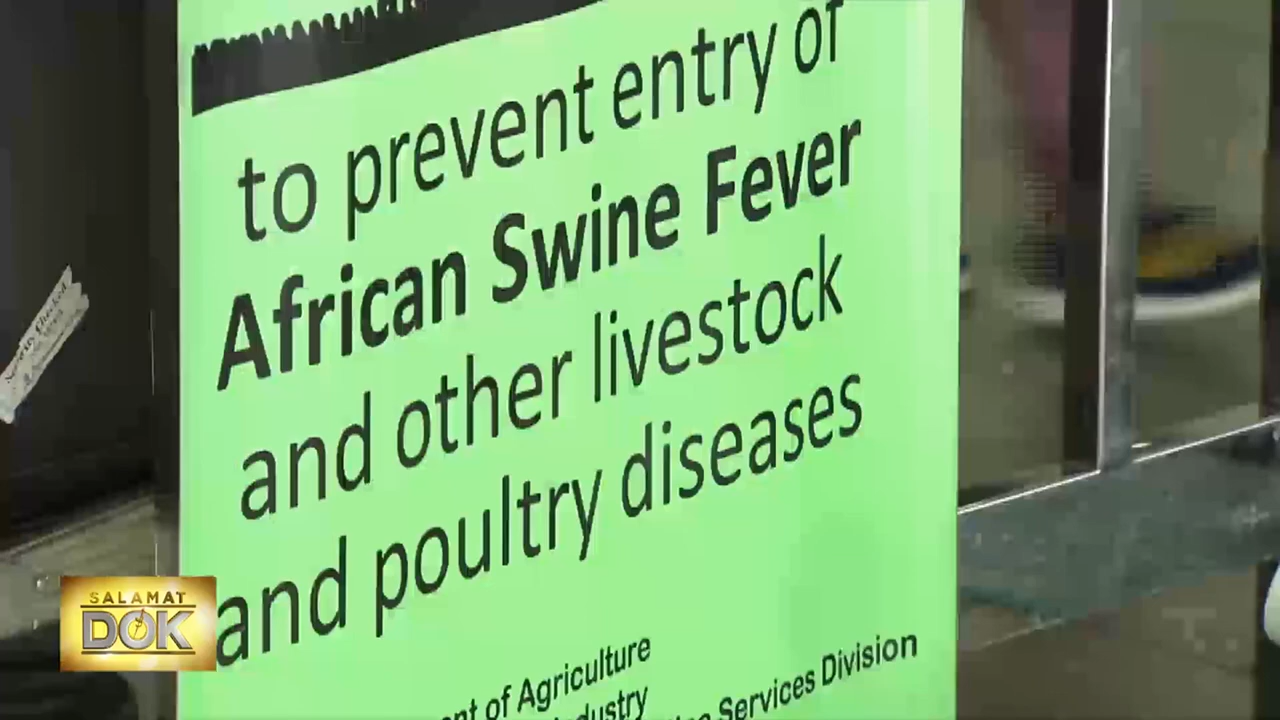 to prevent entry of
African Swine Fever
and other livestock
and poultry diseases
of Agriculture
Services Division
SALAMAT
DOK